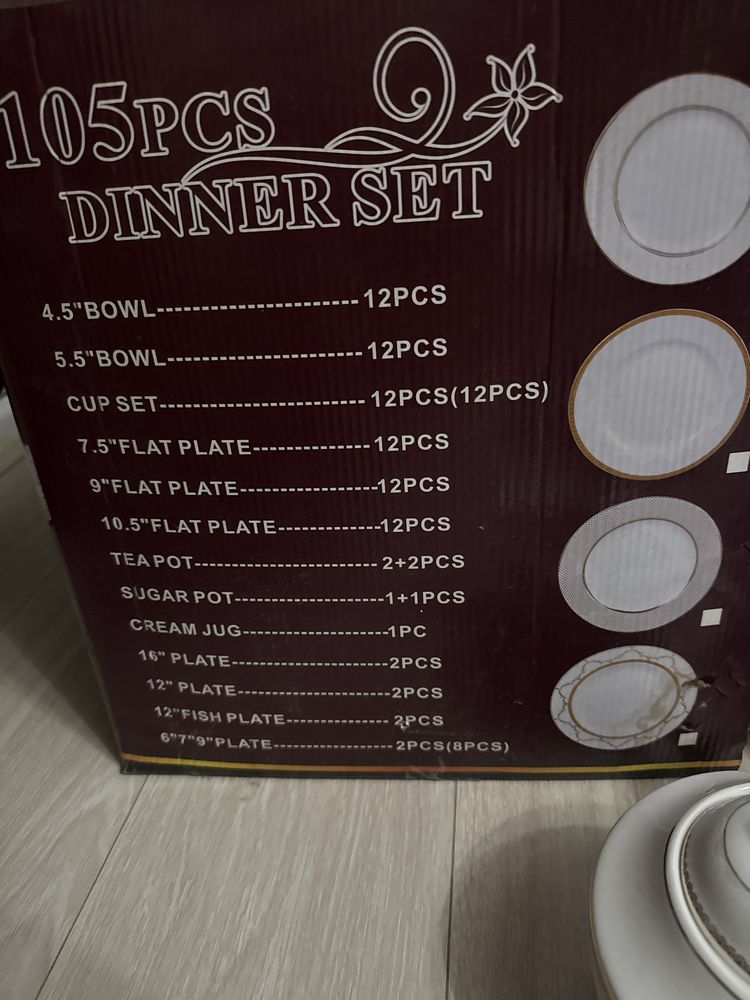 105PCS
DINNER SET
4.5"BOWL----------------------- 12PCS
5.5"BOWL---------------------- 12PCS
CUP SET----------------------- 12PCS(12PCS)
7.5"FLAT PLATE------------- 12PCS
9"FLAT PLATE----------------12PCS
10.5"FLAT PLATE------------12PCS
TEA POT----------------------- 2+2PCS
SUGAR POT-------------------1+1PCS
CREAM JUG-------------------1PC
16" PLATE---------------------2PCS
12" PLATE---------------------2PCS
12"FISH PLATE-------------- 2PCS
6"7"9"PLATE----------------- 2PCS(8PCS)